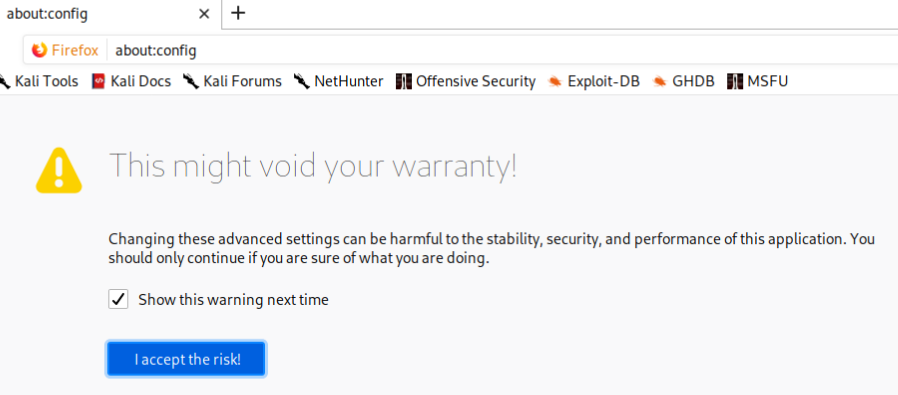 about:config
Firefox about:config
Kali Tools Kali Docs Kali Forums NetHunter Offensive Security Exploit-DB GHDB MSFU
This might void your warranty!
Changing these advanced settings can be harmful to the stability, security, and performance of this application. You
should only continue if you are sure of what you are doing.
Show this warning next time
I accept the risk!